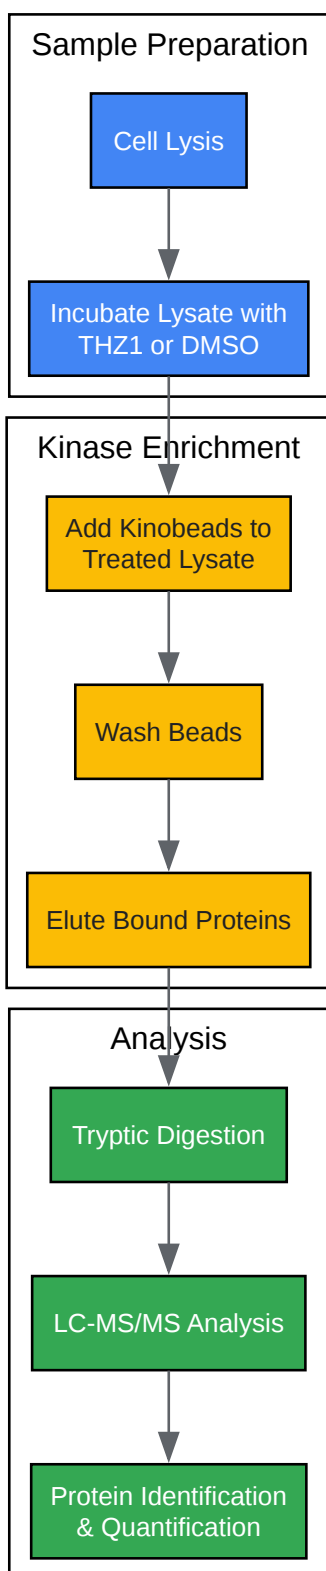 Sample Preparation
Cell Lysis
Incubate Lysate with
THZ1 or DMSO
Kinase Enrichment
Add Kinobeads to
Treated Lysate
Wash Beads
Elute Bound Proteins
Analysis
Tryptic Digestion
LC-MS/MS Analysis
Protein Identification
& Quantification